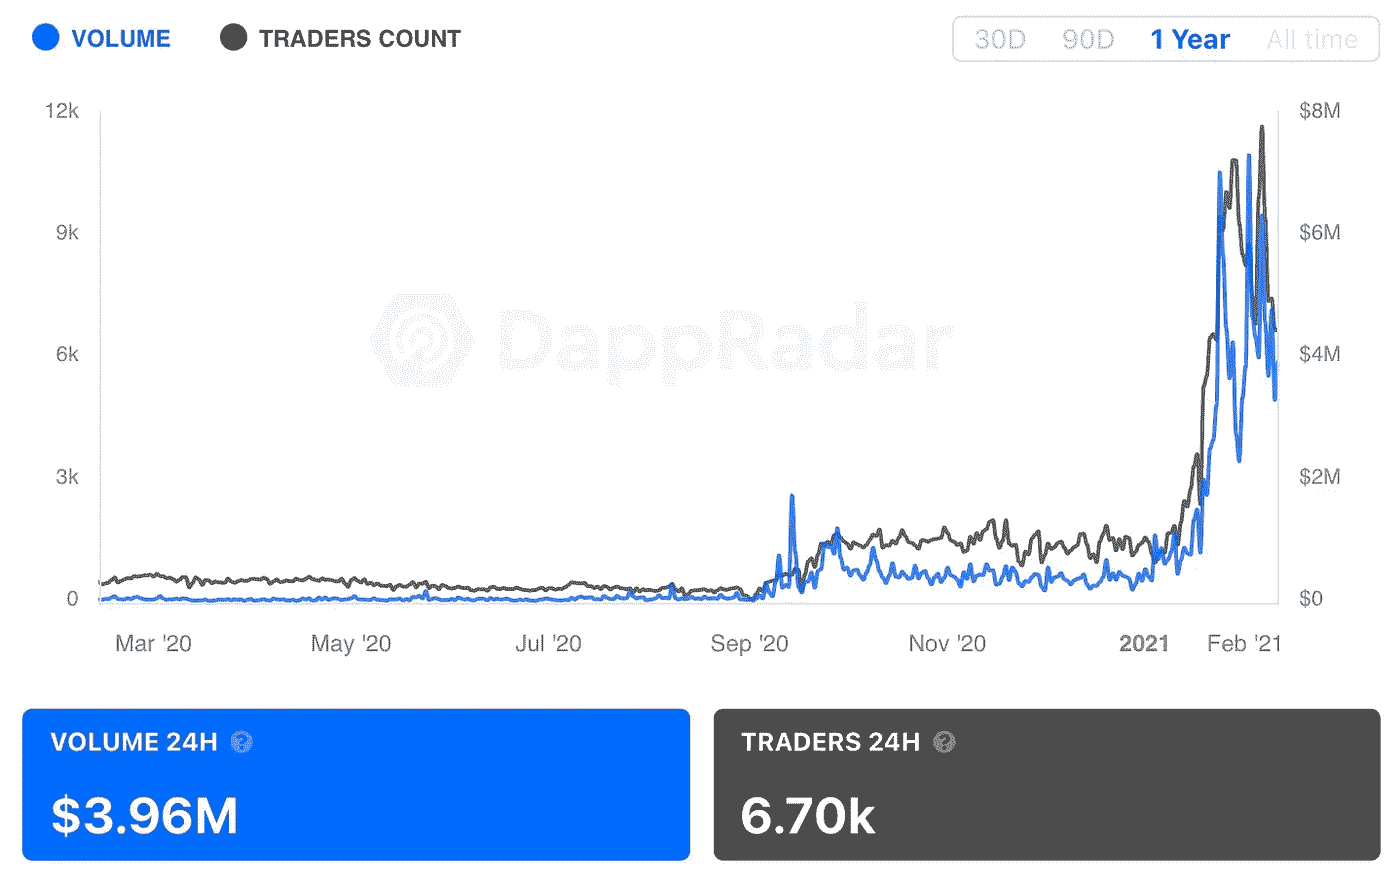 VOLUME TRADERS COUNT 30D 90D 1 Year All time
12k $8M
9k $6M
DappRadar
6k $4M
3k $2M
0 $0
Mar '20 May '20 Jul '20 Sep '20 Nov '20 2021 Feb '21
VOLUME 24H ? TRADERS 24H ?
$3.96M 6.70k